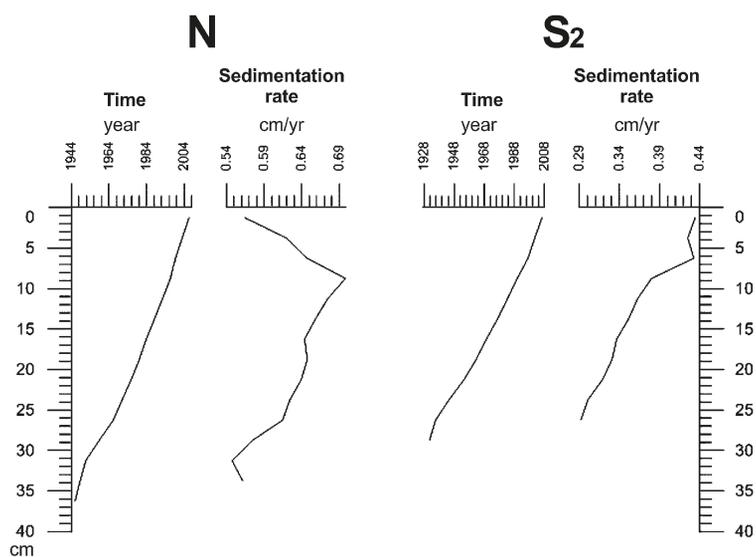 N
S2
Time
year
Sedimentation
rate
cm/yr
Time
year
Sedimentation
rate
cm/yr
1944 1964 1984 2004
0.54 0.59 0.64 0.69
1928 1948 1968 1988 2008
0.29 0.34 0.39 0.44
0 0
5 5
10 10
15 15
20 20
25 25
30 30
35 35
40 40
cm